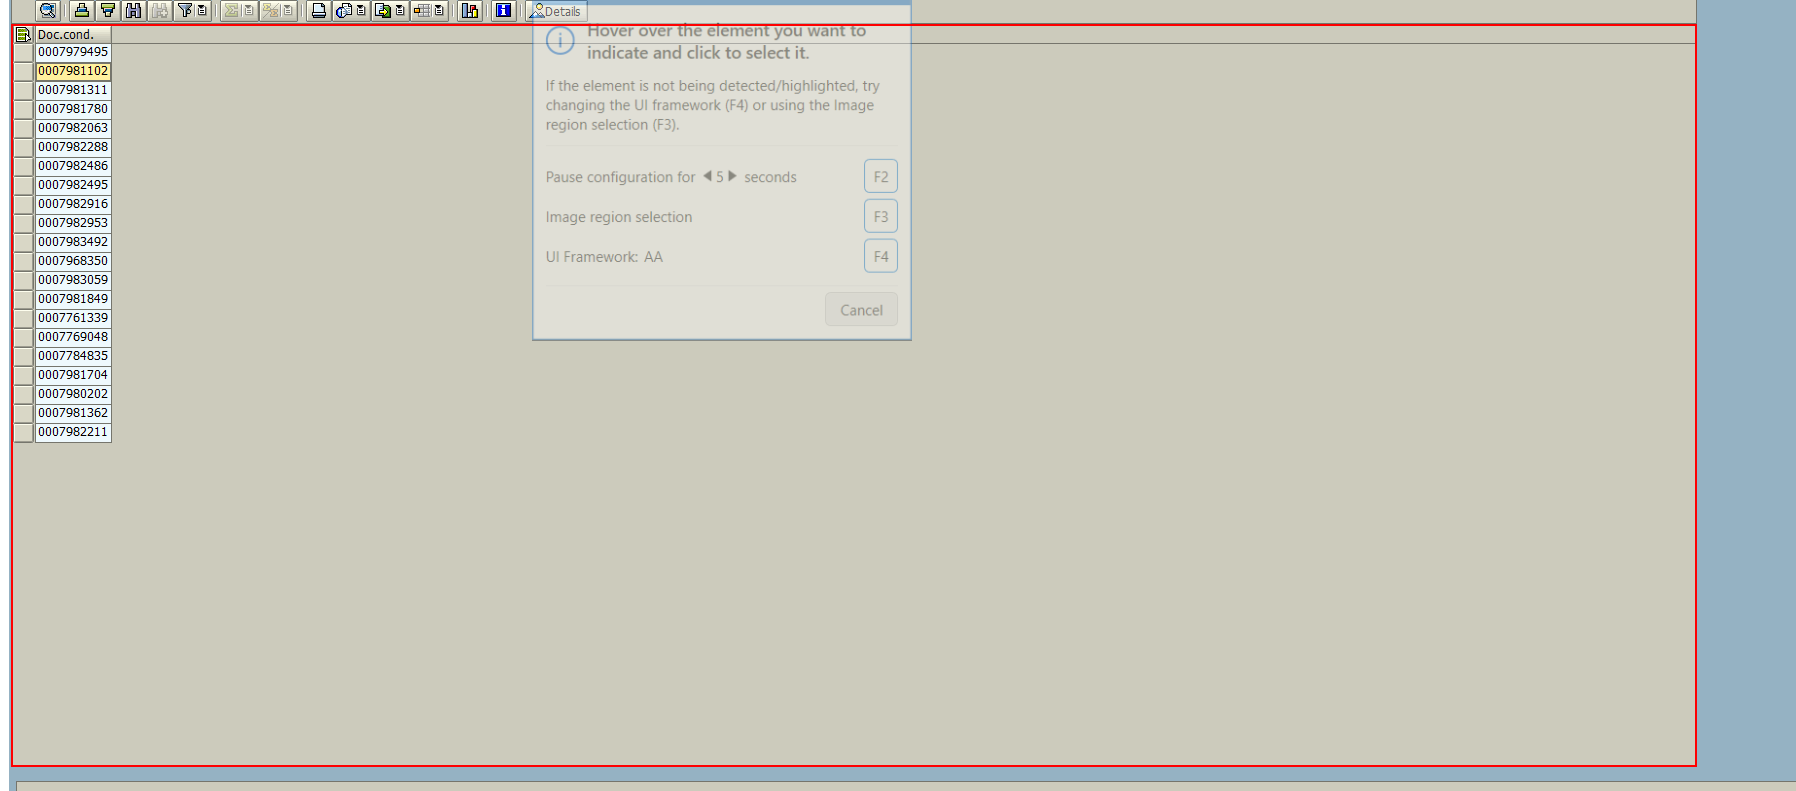 Details
Doc.cond.
0007979495
0007981102
0007981311
0007981780
0007982063
0007982288
0007982486
0007982495
0007982916
0007982953
0007983492
0007968350
0007983059
0007981849
0007761339
0007769048
0007784835
0007981704
0007980202
0007981362
0007982211
Hover over the element you want to
indicate and click to select it.
If the element is not being detected/highlighted, try
changing the UI framework (F4) or using the Image
region selection (F3).
Pause configuration for ◀ 5 ▶ seconds F2
Image region selection F3
UI Framework: AA F4
Cancel